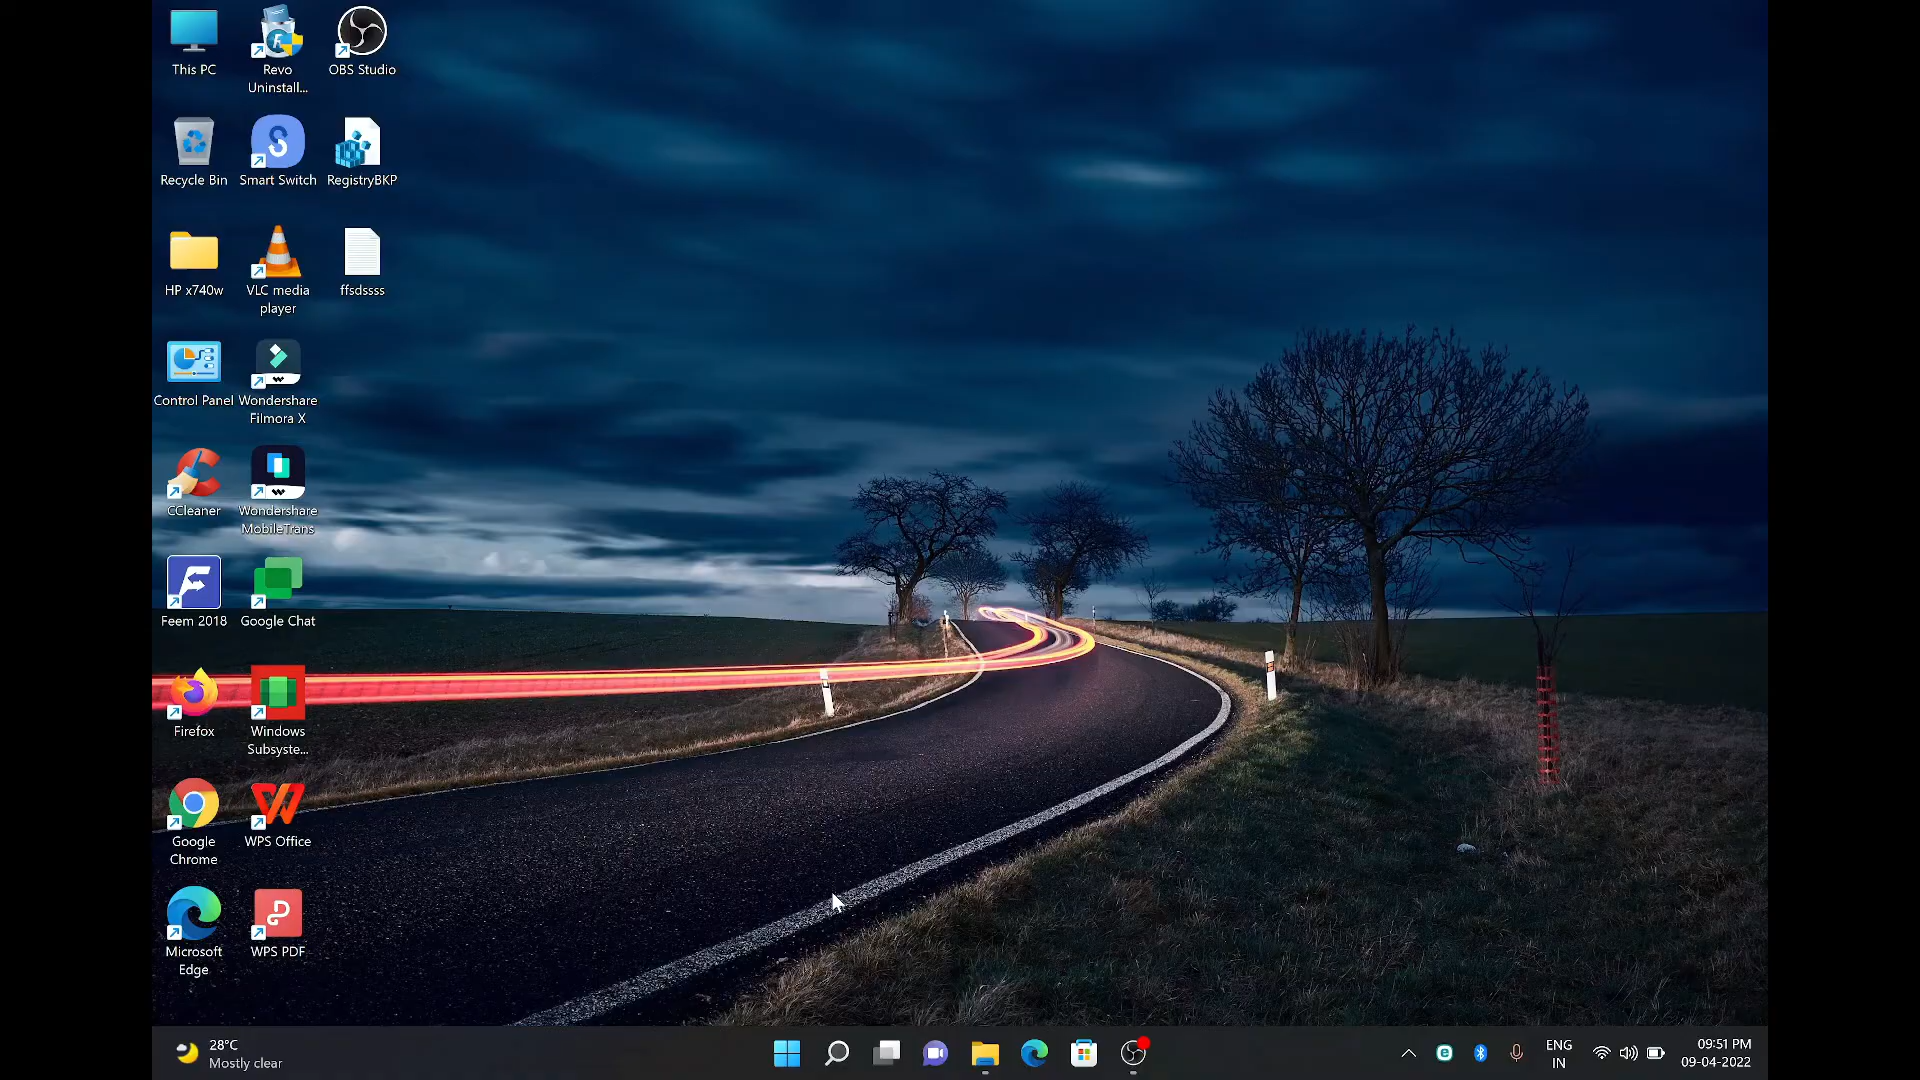 This PC
Revo
Uninstall...
OBS Studio
Recycle Bin
Smart Switch
RegistryBKP
HP x740w
VLC media
player
ffsdssss
Control Panel
Wondershare
Filmora X
CCleaner
Wondershare
MobileTrans
Feem 2018
Google Chat
Firefox
Windows
Subsyste...
Google
Chrome
WPS Office
Microsoft
Edge
WPS PDF
28°C
Mostly clear
ENG
IN
09:51 PM
09-04-2022